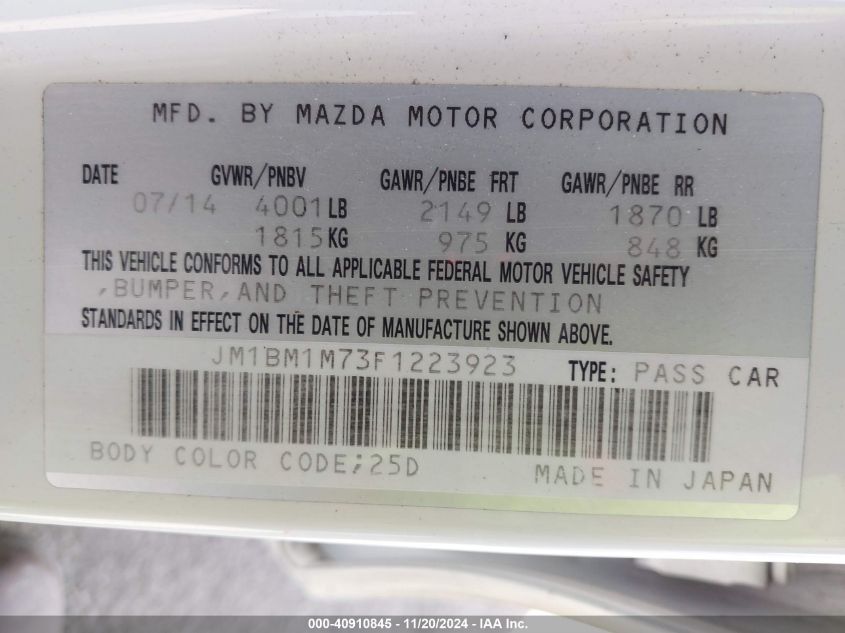 MFD. BY MAZDA MOTOR CORPORATION
DATE GVWR/PNBV GAWR/PNBE FRT GAWR/PNBE RR
07/14 4001 LB 2149 LB 1870 LB
1815 KG 975 KG 848 KG
THIS VEHICLE CONFORMS TO ALL APPLICABLE FEDERAL MOTOR VEHICLE SAFETY
,BUMPER,AND THEFT PREVENTION
STANDARDS IN EFFECT ON THE DATE OF MANUFACTURE SHOWN ABOVE.
JM1BM1M73F1223923 TYPE: PASS CAR
BODY COLOR CODE;25D MADE IN JAPAN
000-40910845 - 11/20/2024 - IAA Inc.